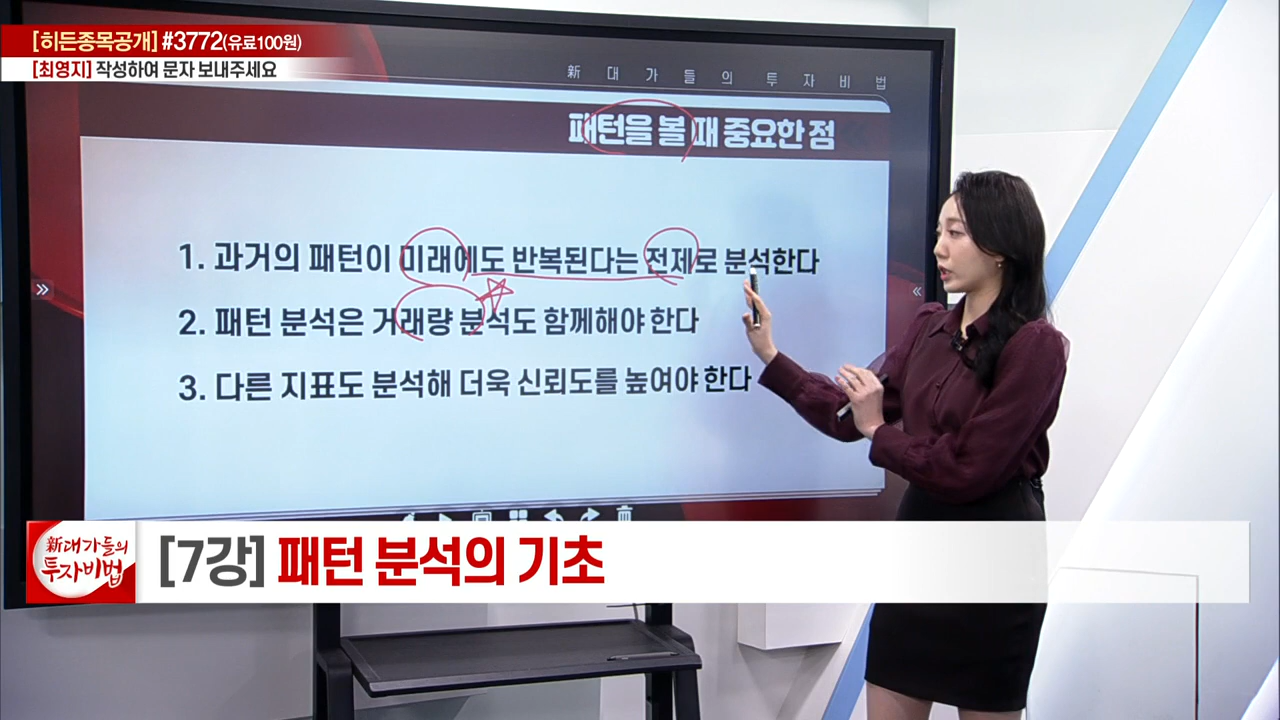 [히든종목공개] #3772(유료100원)
[최영지] 작성하여 문자 보내주세요
新 대 가 들 의 투 자 비 법
패턴을 볼 때 중요한 점
1. 과거의 패턴이 미래에도 반복된다는 전제로 분석한다
2. 패턴 분석은 거래량 분석도 함께해야 한다
3. 다른 지표도 분석해 더욱 신뢰도를 높여야 한다
新대가들의
투자비법
[7강] 패턴 분석의 기초